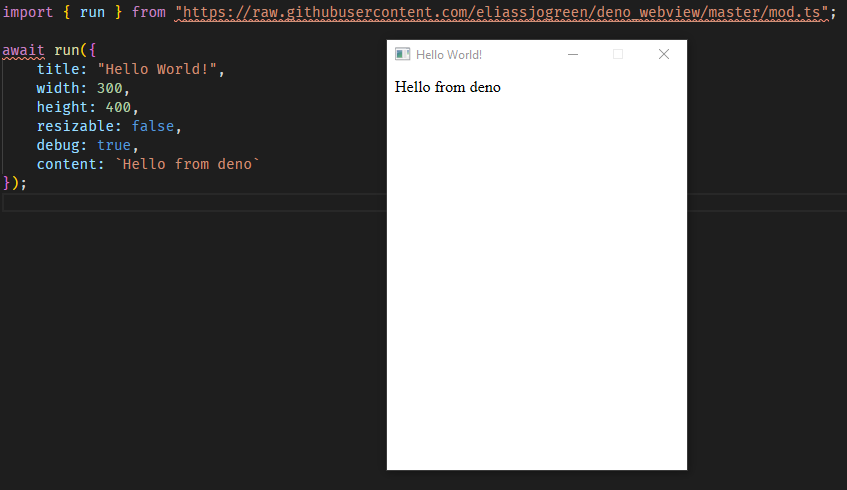 import { run } from "https://raw.githubusercontent.com/eliassjogreen/deno_webview/master/mod.ts";
await run({
    title: "Hello World!",
    width: 300,
    height: 400,
    resizable: false,
    debug: true,
    content: `Hello from deno`
});
Hello World!
Hello from deno